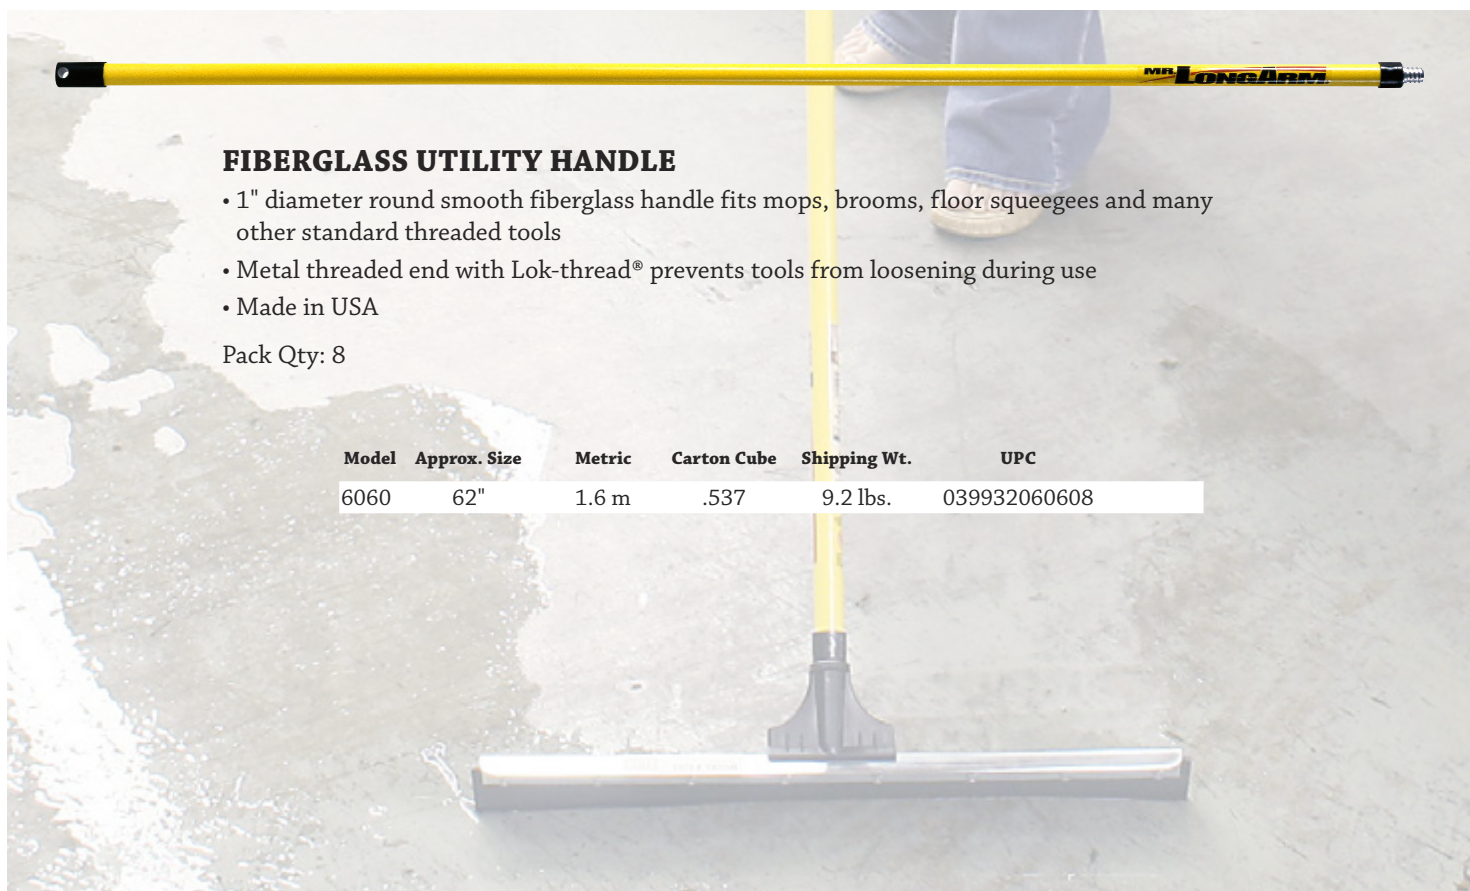 MR. LONGARM
FIBERGLASS UTILITY HANDLE
• 1" diameter round smooth fiberglass handle fits mops, brooms, floor squeegees and many
other standard threaded tools
• Metal threaded end with Lok-thread® prevents tools from loosening during use
• Made in USA
Pack Qty: 8
Model Approx. Size Metric Carton Cube Shipping Wt. UPC
6060 62" 1.6 m .537 9.2 lbs. 039932060608